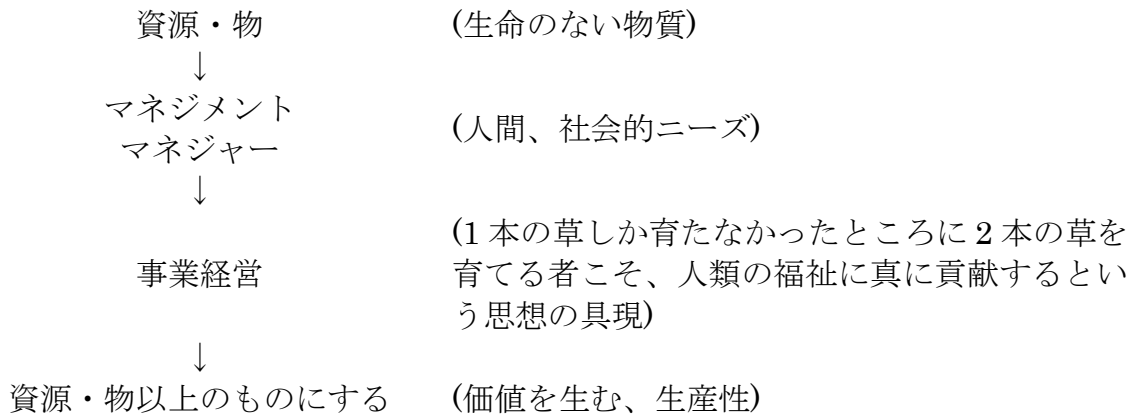 資源・物 (生命のない物質)
↓
マネジメント
マネジャー
(人間、社会的ニーズ)
↓
事業経営
(1 本の草しか育たなかったところに 2 本の草を
育てる者こそ、人類の福祉に真に貢献するとい
う思想の具現)
↓
資源・物以上のものにする (価値を生む、生産性)